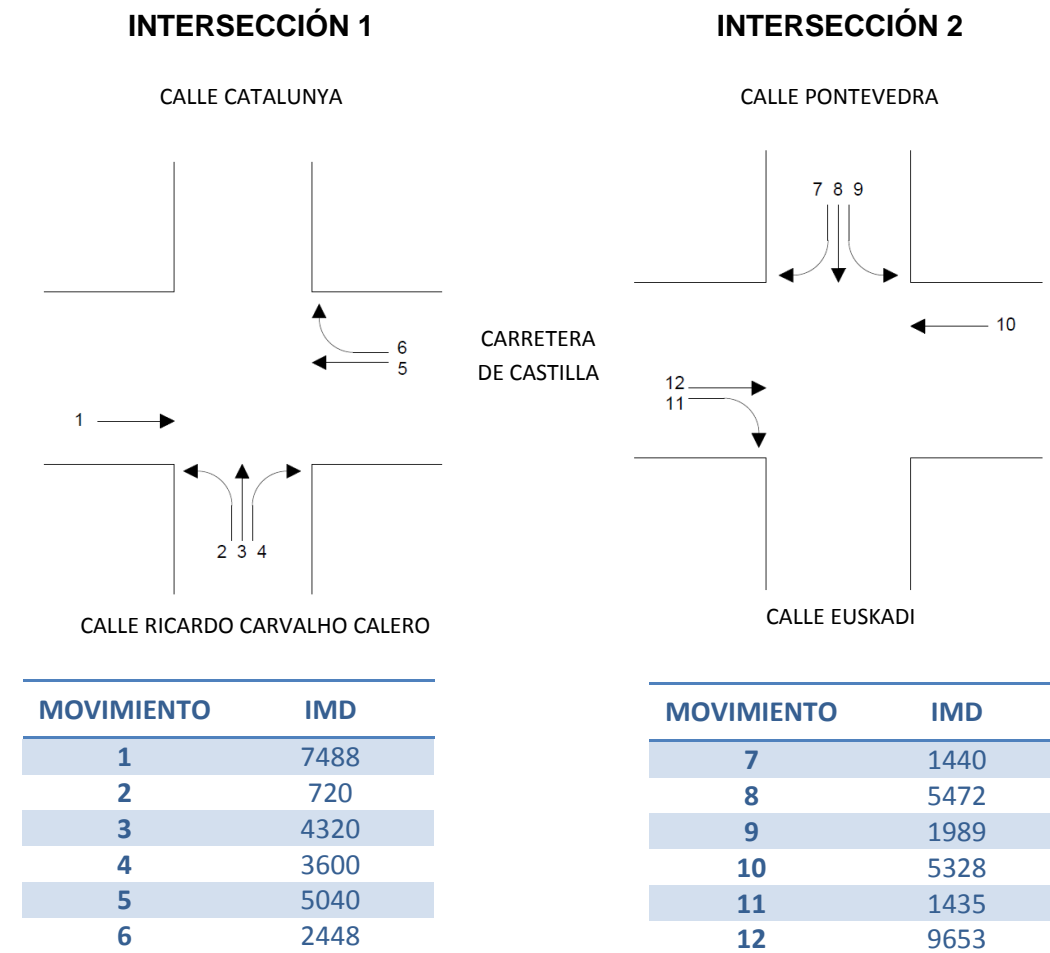 INTERSECCIÓN 1
CALLE CATALUNYA
6
5
1
2 3 4
CALLE RICARDO CARVALHO CALERO
CARRETERA
DE CASTILLA
INTERSECCIÓN 2
CALLE PONTEVEDRA
7 8 9
10
12
11
CALLE EUSKADI
MOVIMIENTO IMD
1 7488
2 720
3 4320
4 3600
5 5040
6 2448
MOVIMIENTO IMD
7 1440
8 5472
9 1989
10 5328
11 1435
12 9653